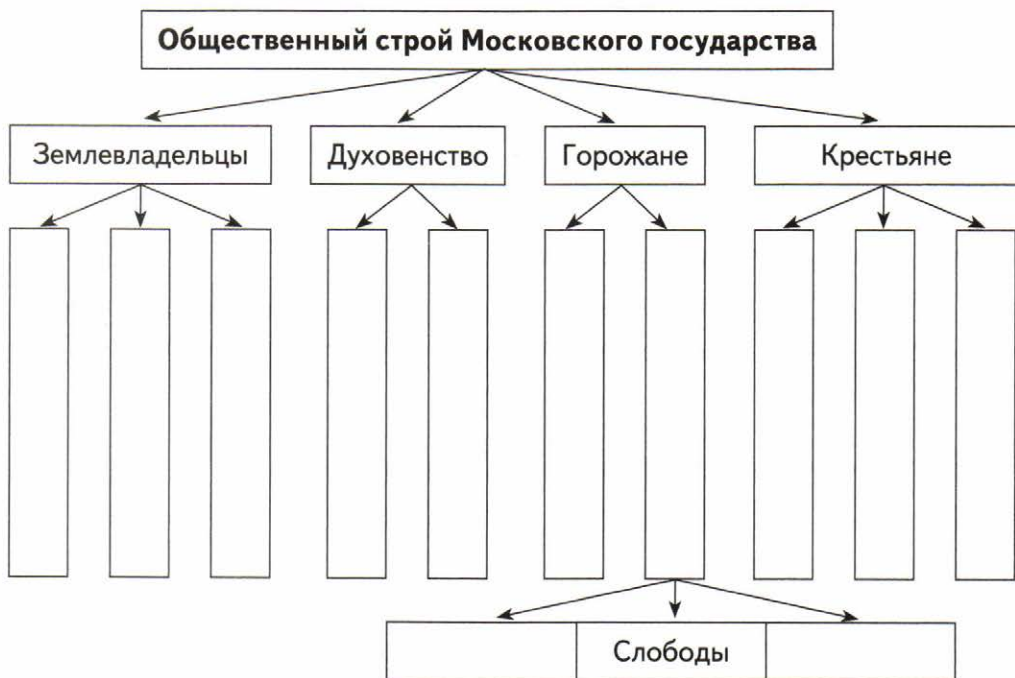 Общественный строй Московского государства
Землевладельцы
Духовенство
Горожане
Крестьяне
Слободы